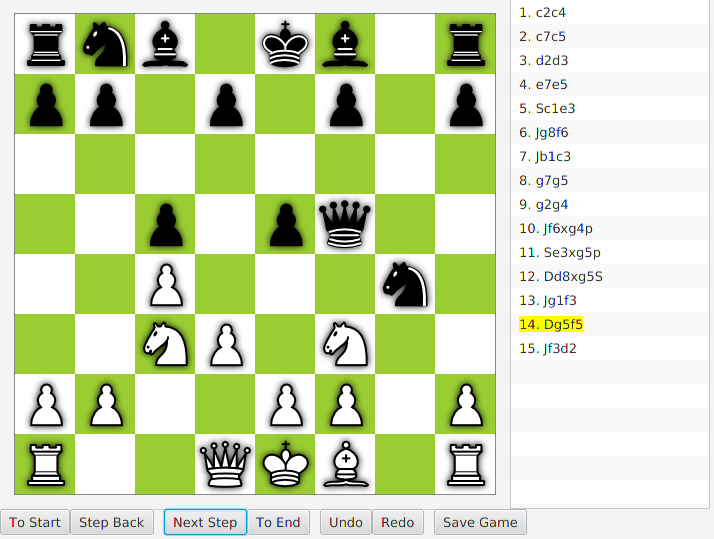 1. c2c4
2. c7c5
3. d2d3
4. e7e5
5. Sc1e3
6. Jg8f6
7. Jb1c3
8. g7g5
9. g2g4
10. Jf6xg4p
11. Se3xg5p
12. Dd8xg5S
13. Jg1f3
14. Dg5f5
15. Jf3d2
To Start Step Back Next Step To End Undo Redo Save Game